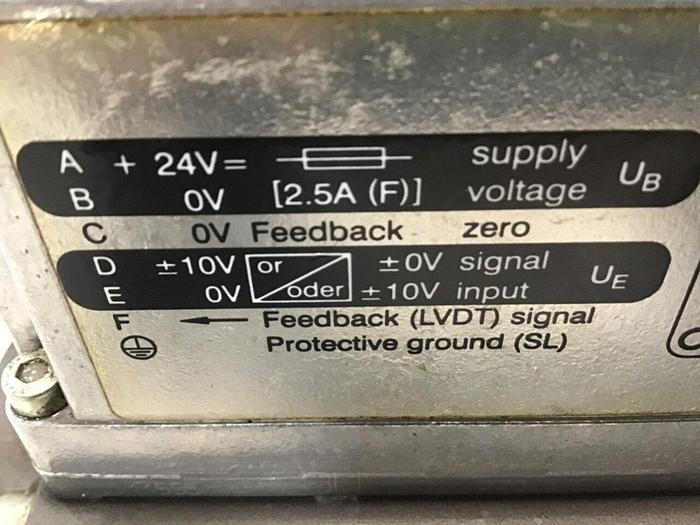 A + 24V= supply
B 0V [2.5A (F)] voltage UB
C 0V Feedback zero
D ±10V or ±0V signal
E 0V oder ±10V input UE
F Feedback (LVDT) signal
Protective ground (SL)